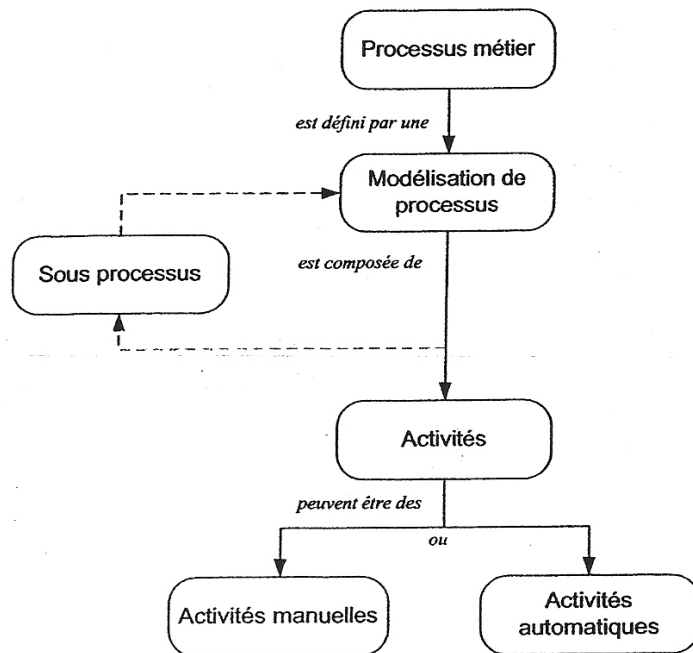 Processus métier
est défini par une
Modélisation de
processus
Sous processus
est composée de
Activités
peuvent être des
ou
Activités manuelles
Activités
automatiques